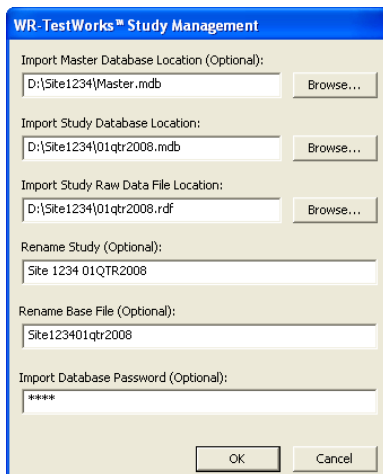 WR-TestWorks™ Study Management
Import Master Database Location (Optional):
D:\Site1234\Master.mdb Browse...
Import Study Database Location:
D:\Site1234\01qtr2008.mdb Browse...
Import Study Raw Data File Location:
D:\Site1234\01qtr2008.rdf Browse...
Rename Study (Optional):
Site 1234 01QTR2008
Rename Base File (Optional):
Site123401qtr2008
Import Database Password (Optional):
****
OK Cancel